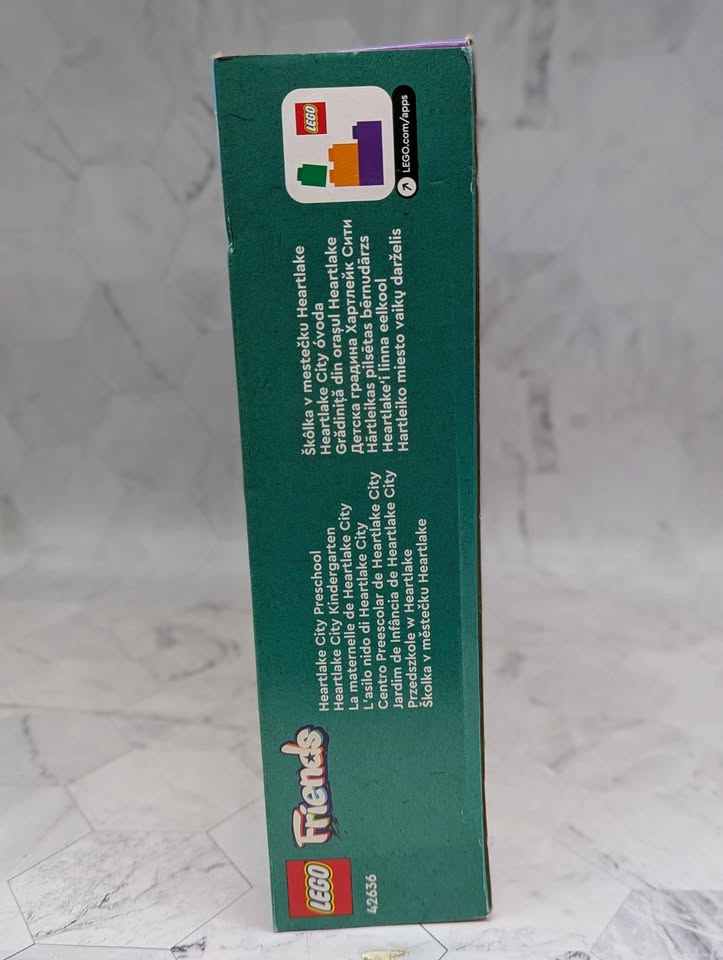 LEGO
Friends
42636
Heartlake City Preschool
Heartlake City Kindergarten
La maternelle de Heartlake City
L'asilo nido di Heartlake City
Centro Preescolar de Heartlake City
Jardim de Infância de Heartlake City
Przedszkole w Heartlake
Školka v městečku Heartlake
Škôlka v mestečku Heartlake
Heartlake City óvoda
Grădiniță din orașul Heartlake
Детска градина Хартлейк Сити
Hārtleikas pilsētas bērnudārzs
Heartlake'i linna eelkool
Hartleiko miesto vaikų darželis
LEGO
LEGO.com/apps